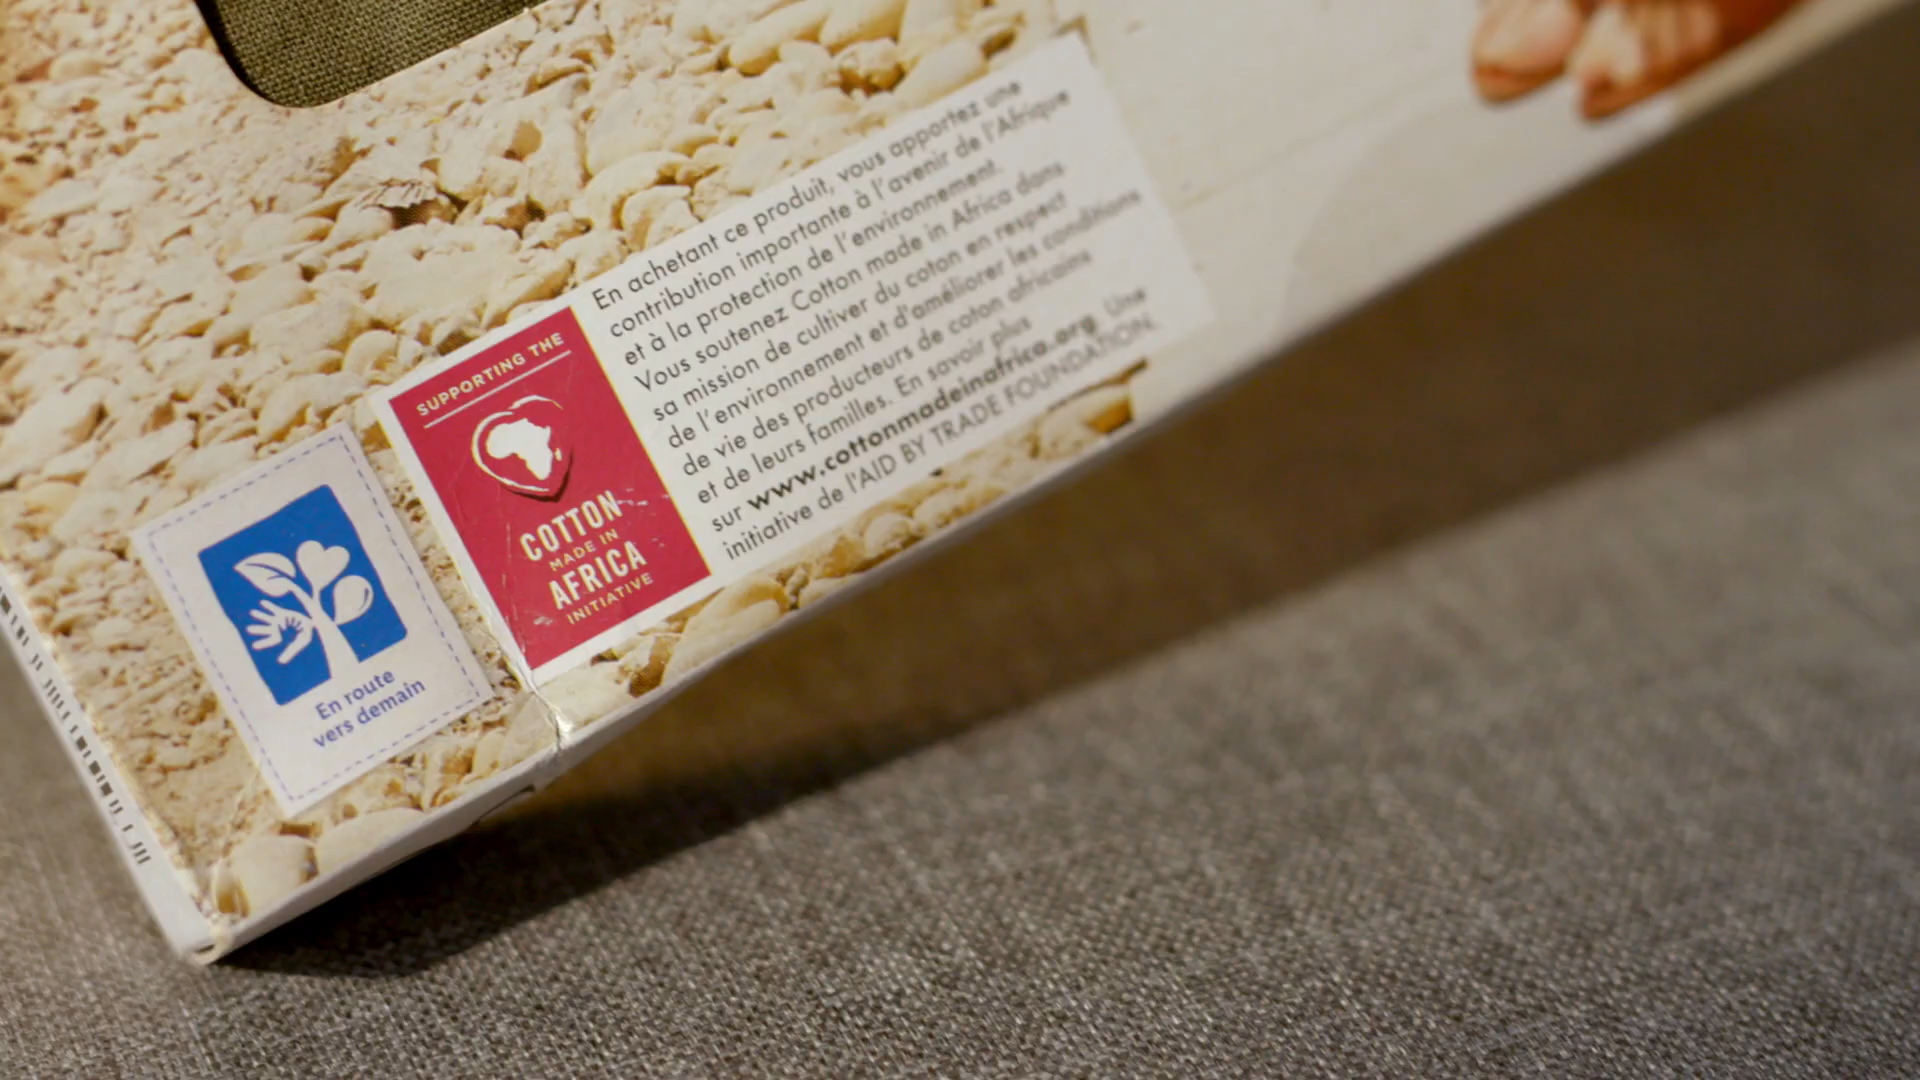 En route
vers demain
SUPPORTING THE
COTTON
MADE IN
AFRICA
INITIATIVE
En achetant ce produit, vous apportez une
contribution importante à l'avenir de l'Afrique
et à la protection de l'environnement.
Vous soutenez Cotton made in Africa dans
sa mission de cultiver du coton en respect
de l'environnement et d'améliorer les conditions
de vie des producteurs de coton africains
et de leurs familles. En savoir plus
sur www.cottonmadeinafrica.org. Une
initiative de l'AID BY TRADE FOUNDATION.